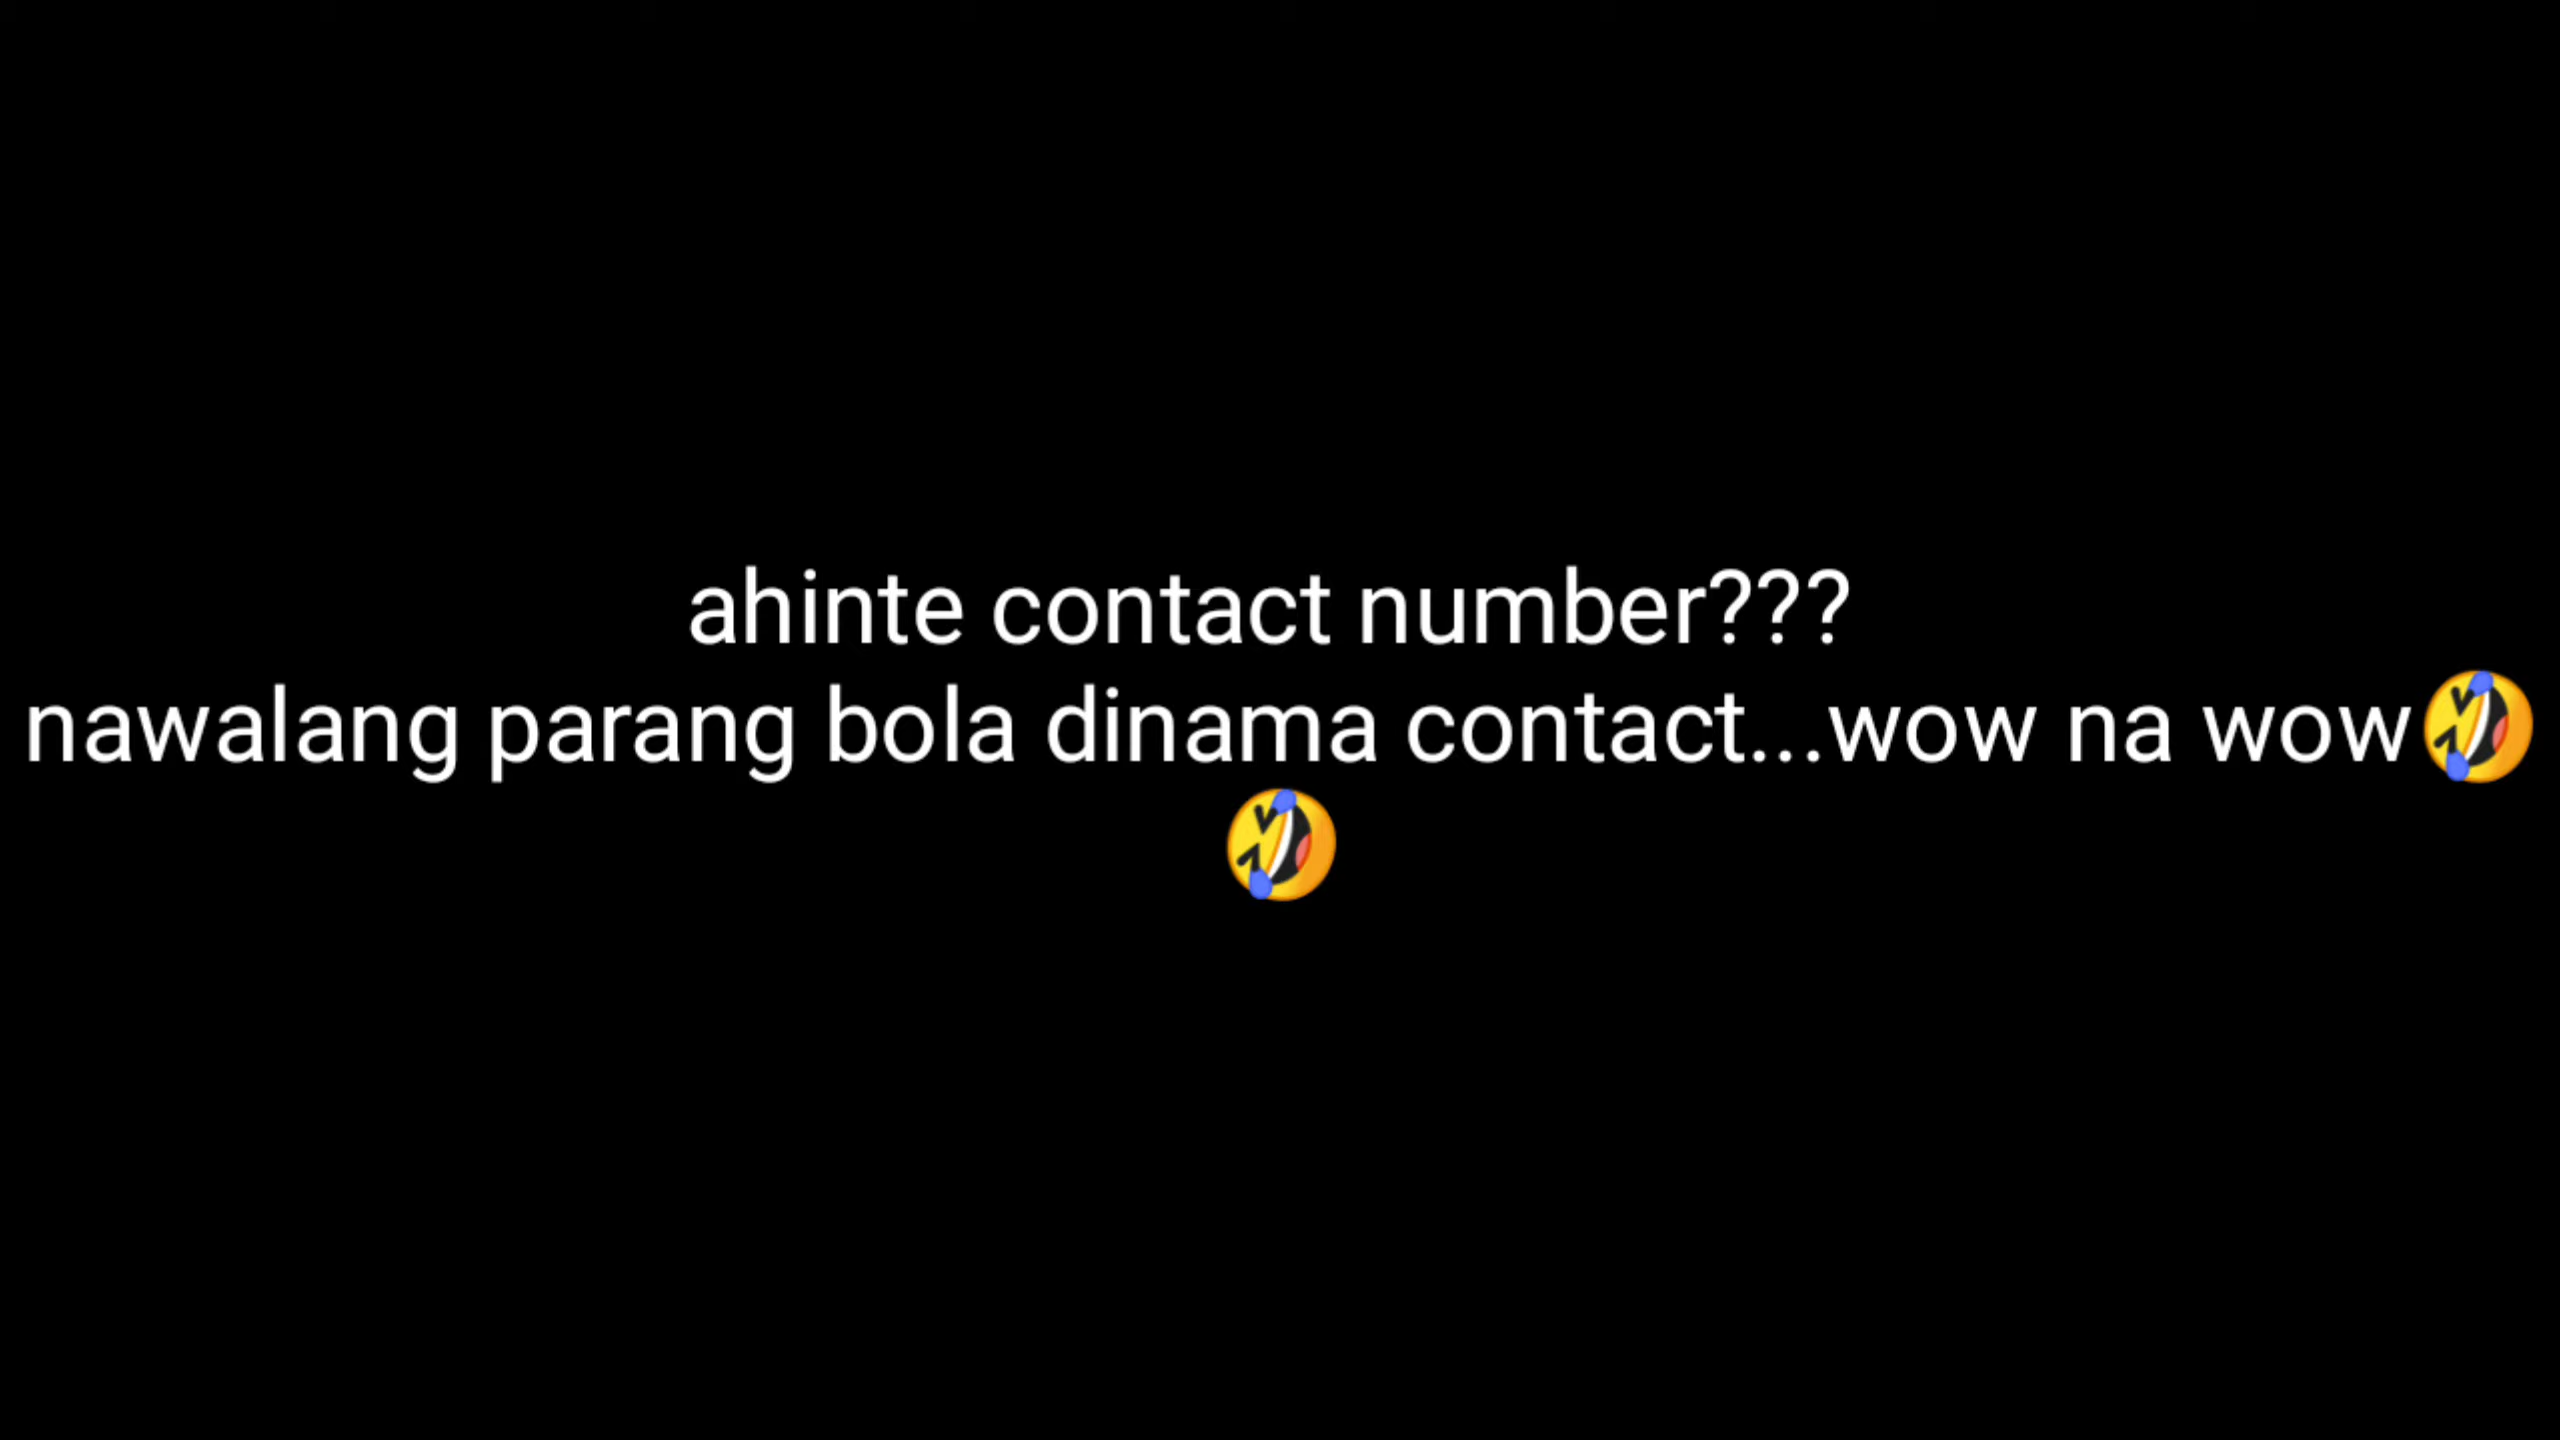 ahinte contact number???
nawalang parang bola dinama contact...wow na wow🤣
🤣